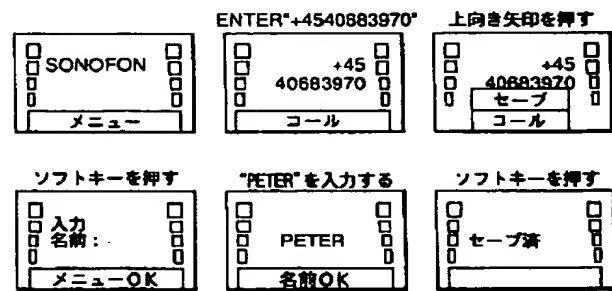 SONOFON
メニュー
ENTER"+4540683970"
+45
40683970
コール
上向き矢印を押す
+45
40683970
セーブ
コール
ソフトキーを押す
入力
名前:
メニューOK
"PETER"を入力する
PETER
名前OK
ソフトキーを押す
セーブ済